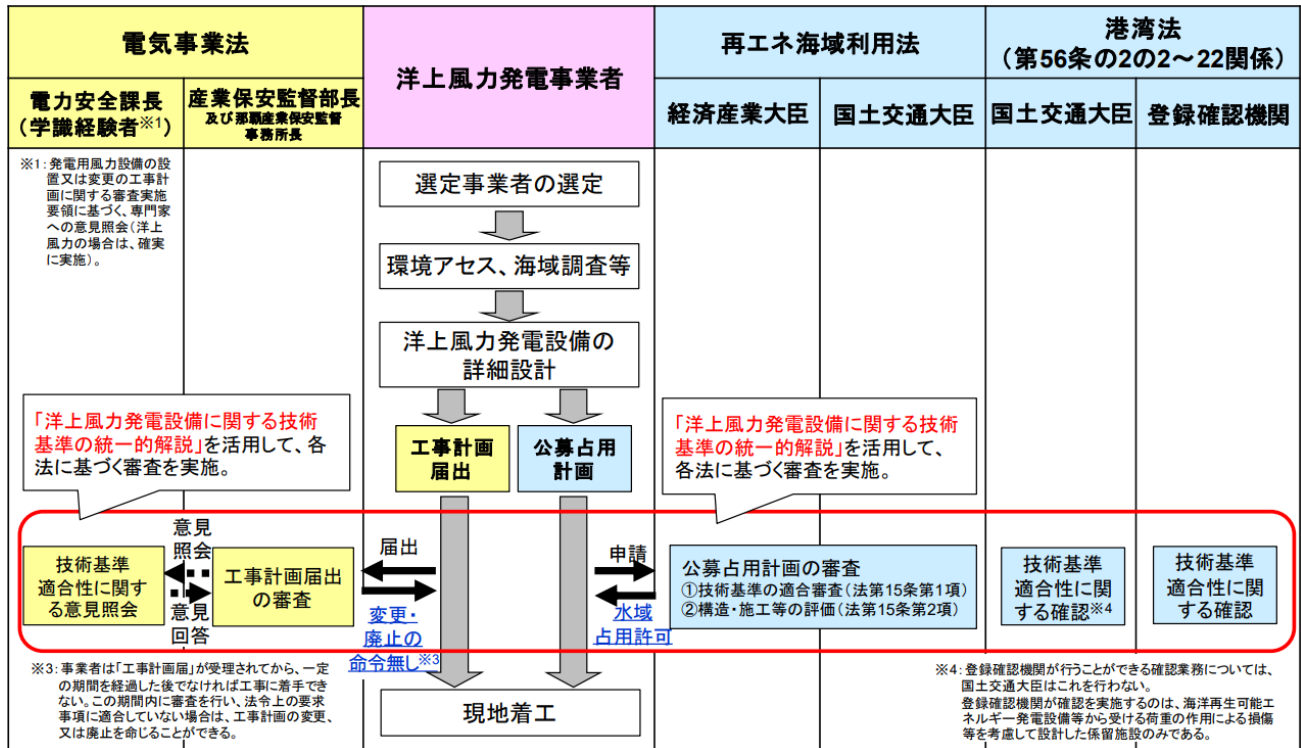 電気事業法
洋上風力発電事業者
再エネ海域利用法
港湾法
(第56条の2の2～22関係)
電力安全課長
(学識経験者※1)
産業保安監督部長
及び那覇産業保安監督
事務所長
経済産業大臣
国土交通大臣
国土交通大臣
登録確認機関
※1:発電用風力設備の設
置又は変更の工事計
画に関する審査実施
要領に基づく、専門家
への意見照会(洋上
風力の場合は、確実
に実施)。
選定事業者の選定
環境アセス、海域調査等
洋上風力発電設備の
詳細設計
「洋上風力発電設備に関する技術
基準の統一的解説」を活用して、各
法に基づく審査を実施。
工事計画
届出
公募占用
計画
「洋上風力発電設備に関する技術
基準の統一的解説」を活用して、
各法に基づく審査を実施。
技術基準
適合性に関す
る意見照会
意見
照会
意見
回答
工事計画届出
の審査
届出
変更・
廃止の
命令無し※3
申請
水域
占用許可
公募占用計画の審査
①技術基準の適合審査(法第15条第1項)
②構造・施工等の評価(法第15条第2項)
技術基準
適合性に関
する確認※4
技術基準
適合性に関
する確認
※3:事業者は「工事計画届」が受理されてから、一定
の期間を経過した後でなければ工事に着手でき
ない。この期間内に審査を行い、法令上の要求
事項に適合していない場合は、工事計画の変更、
又は廃止を命じることができる。
現地着工
※4:登録確認機関が行うことができる確認業務については、
国土交通大臣はこれを行わない。
登録確認機関が確認を実施するのは、海洋再生可能エ
ネルギー発電設備等から受ける荷重の作用による損傷
等を考慮して設計した係留施設のみである。